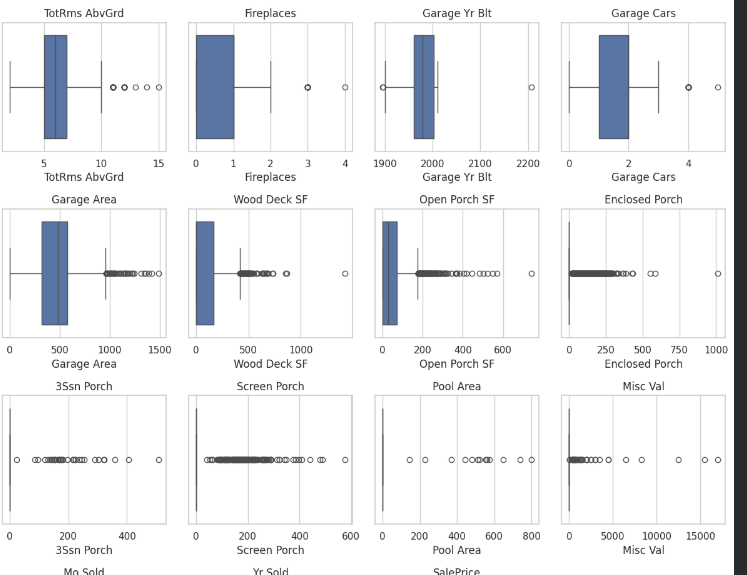 TotRms AbvGrd Fireplaces Garage Yr Blt Garage Cars
5 10 15 0 1 2 3 4 1900 2000 2100 2200 0 2 4
TotRms AbvGrd Fireplaces Garage Yr Blt Garage Cars
Garage Area Wood Deck SF Open Porch SF Enclosed Porch
0 500 1000 1500 0 500 1000 0 200 400 600 0 250 500 750 1000
Garage Area Wood Deck SF Open Porch SF Enclosed Porch
3Ssn Porch Screen Porch Pool Area Misc Val
0 200 400 0 200 400 600 0 200 400 600 800 0 5000 10000 15000
3Ssn Porch Screen Porch Pool Area Misc Val
Mo Sold Yr Sold SalePrice